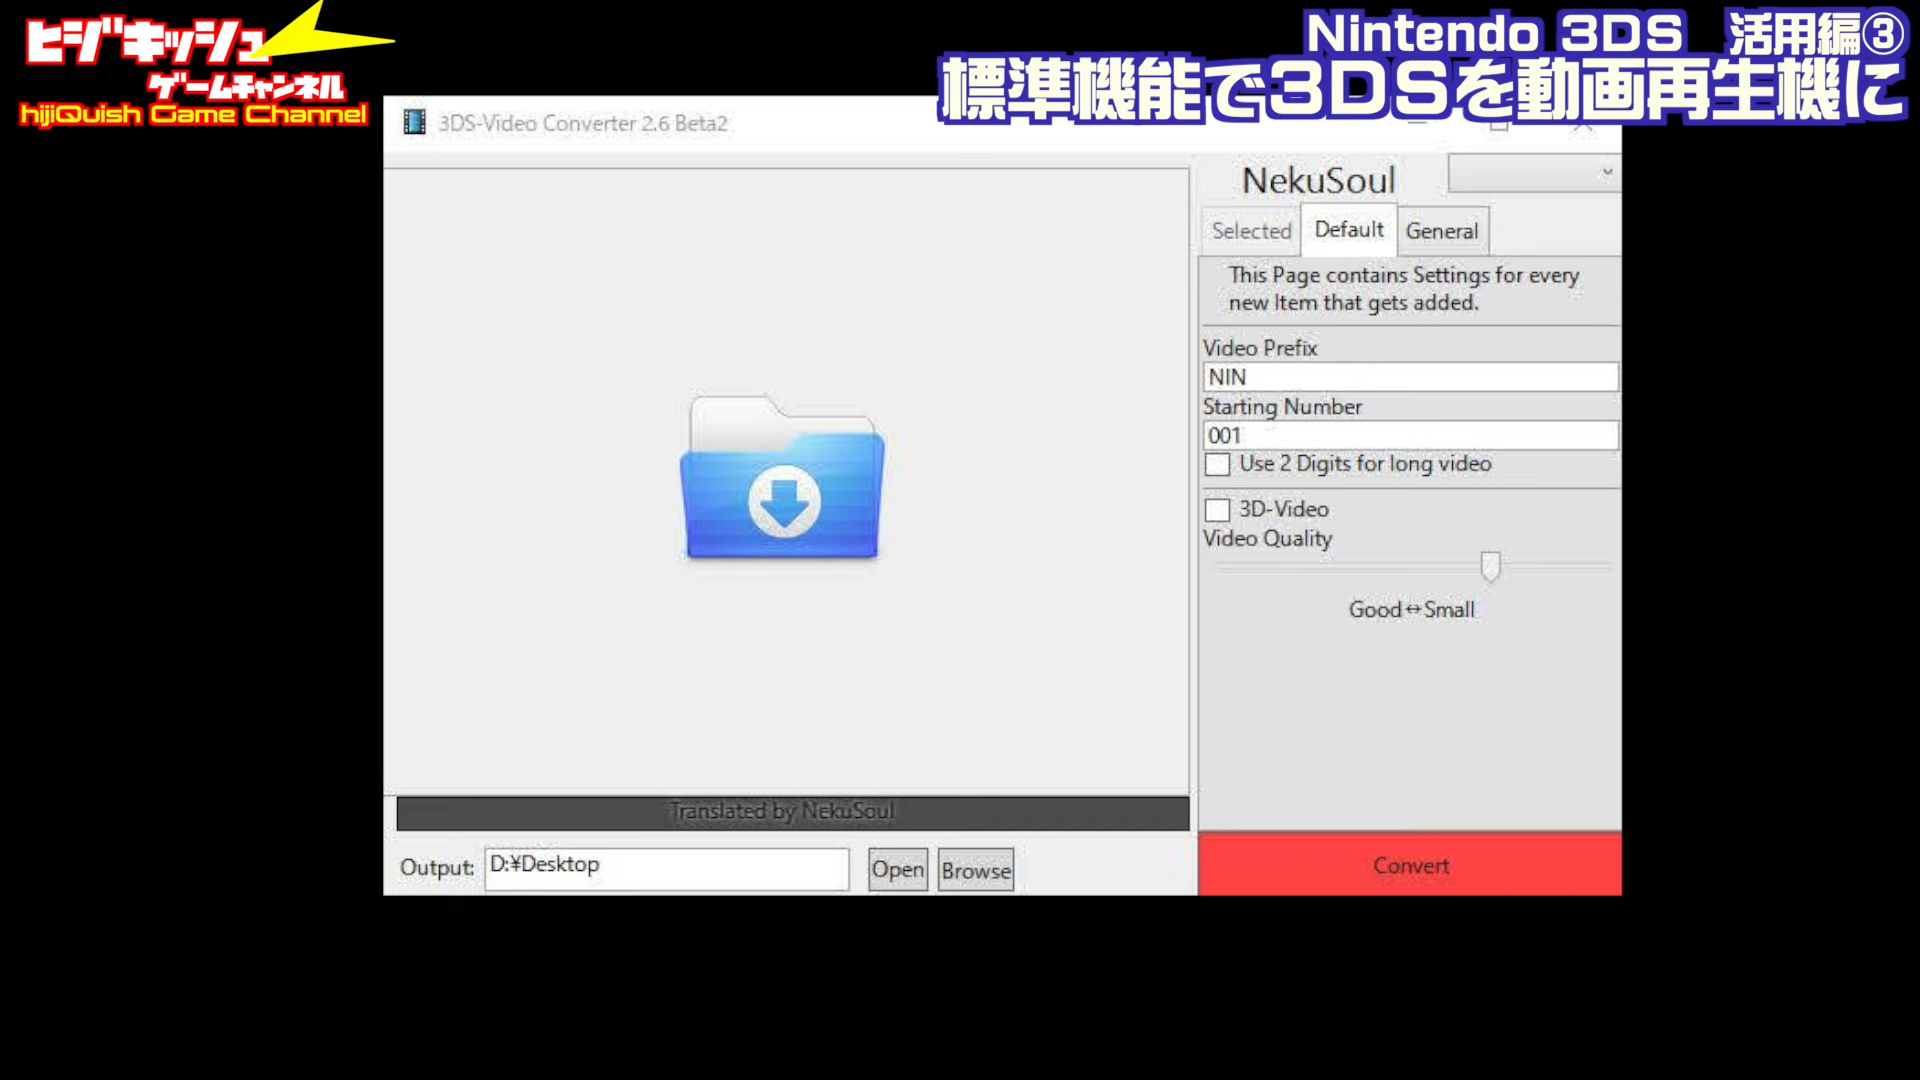 ヒジキッシュ
ゲームチャンネル
hijiQuish Game Channel
Nintendo 3DS 活用編③
標準機能で3DSを動画再生機に
3DS-Video Converter 2.6 Beta2
NekuSoul
Selected Default General
This Page contains Settings for every
new Item that gets added.
Video Prefix
NIN
Starting Number
001
Use 2 Digits for long video
3D-Video
Video Quality
Good↔Small
Translated by NekuSoul
Output: D:¥Desktop Open Browse
Convert